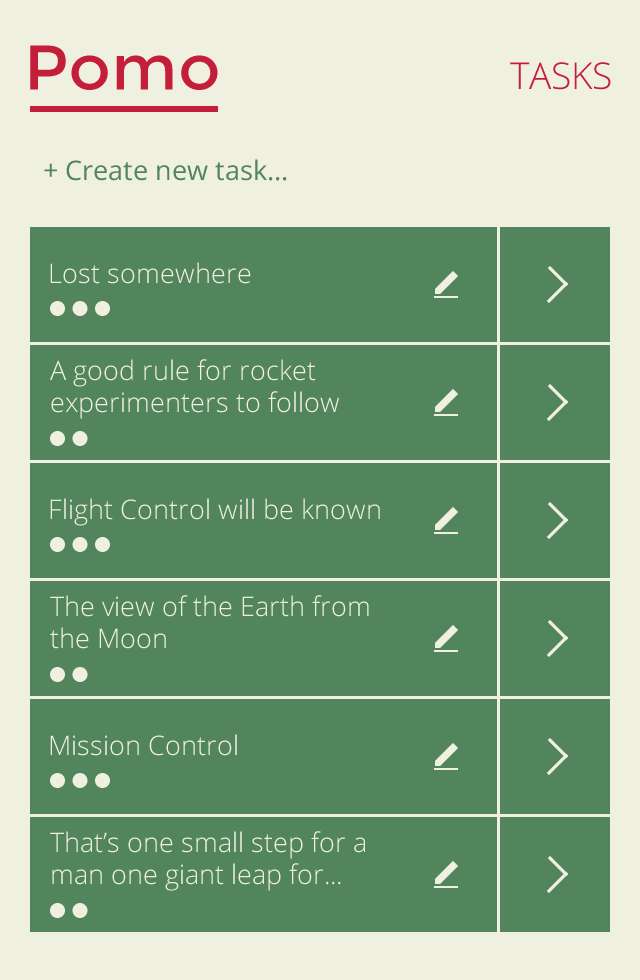 Pomo
TASKS
+ Create new task...
Lost somewhere
A good rule for rocket
experimenters to follow
Flight Control will be known
The view of the Earth from
the Moon
Mission Control
That’s one small step for a
man one giant leap for...